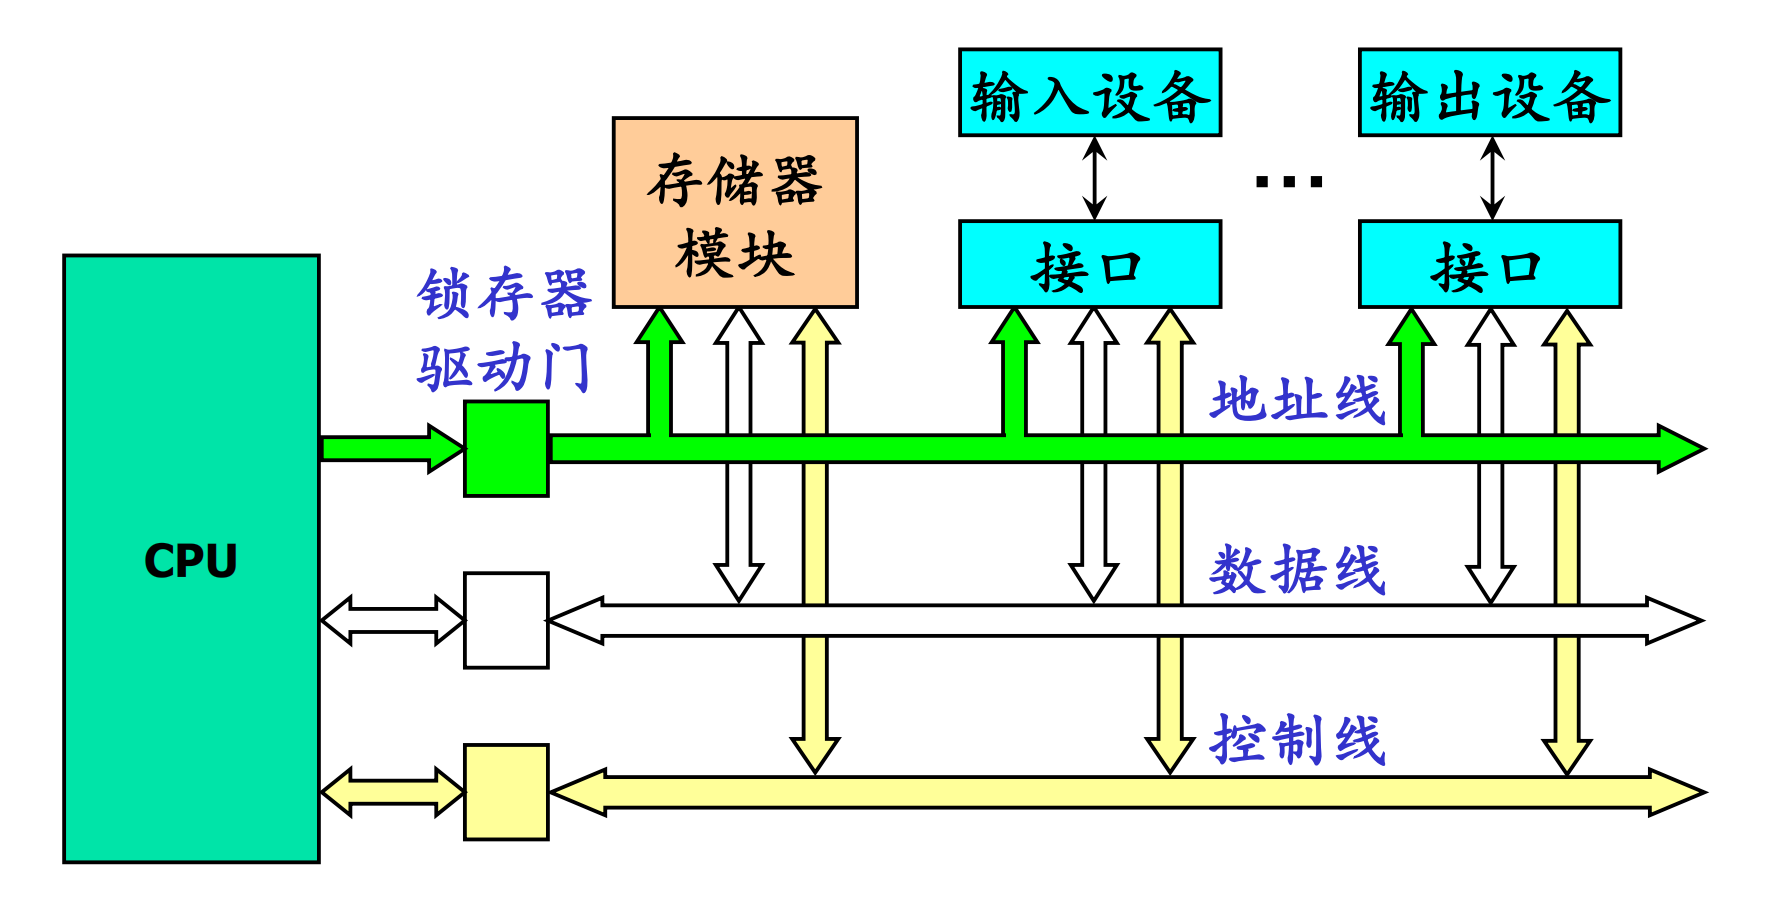 输入设备
输出设备
存储器
模块
...
接口
接口
锁存器
驱动门
地址线
CPU
数据线
控制线